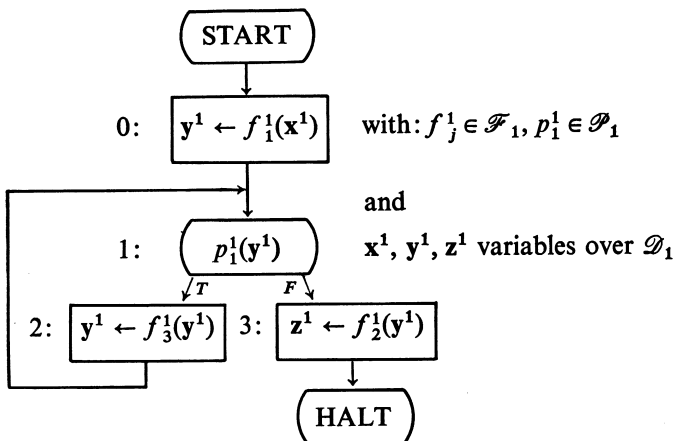 START
0: y¹ ← f¹₁(x¹) with: f¹ⱼ ∈ ℱ₁, p¹₁ ∈ 𝒫₁
and
1: p¹₁(y¹) x¹, y¹, z¹ variables over 𝒟₁
T F
2: y¹ ← f¹₃(y¹) 3: z¹ ← f¹₂(y¹)
HALT